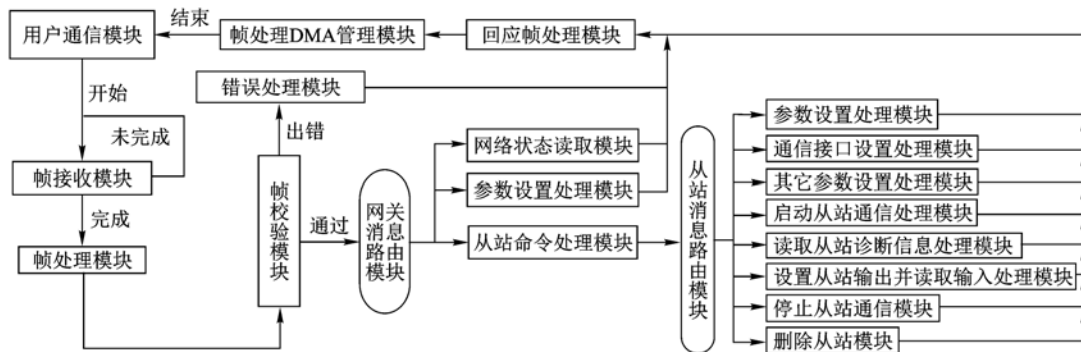 用户通信模块
结束
帧处理DMA管理模块
回应帧处理模块
开始
错误处理模块
未完成
出错
帧接收模块
完成
帧处理模块
帧校验模块
通过
网关
消息
路由
模块
网络状态读取模块
参数设置处理模块
从站命令处理模块
从站消息路由模块
参数设置处理模块
通信接口设置处理模块
其它参数设置处理模块
启动从站通信处理模块
读取从站诊断信息处理模块
设置从站输出并读取输入处理模块
停止从站通信模块
删除从站模块